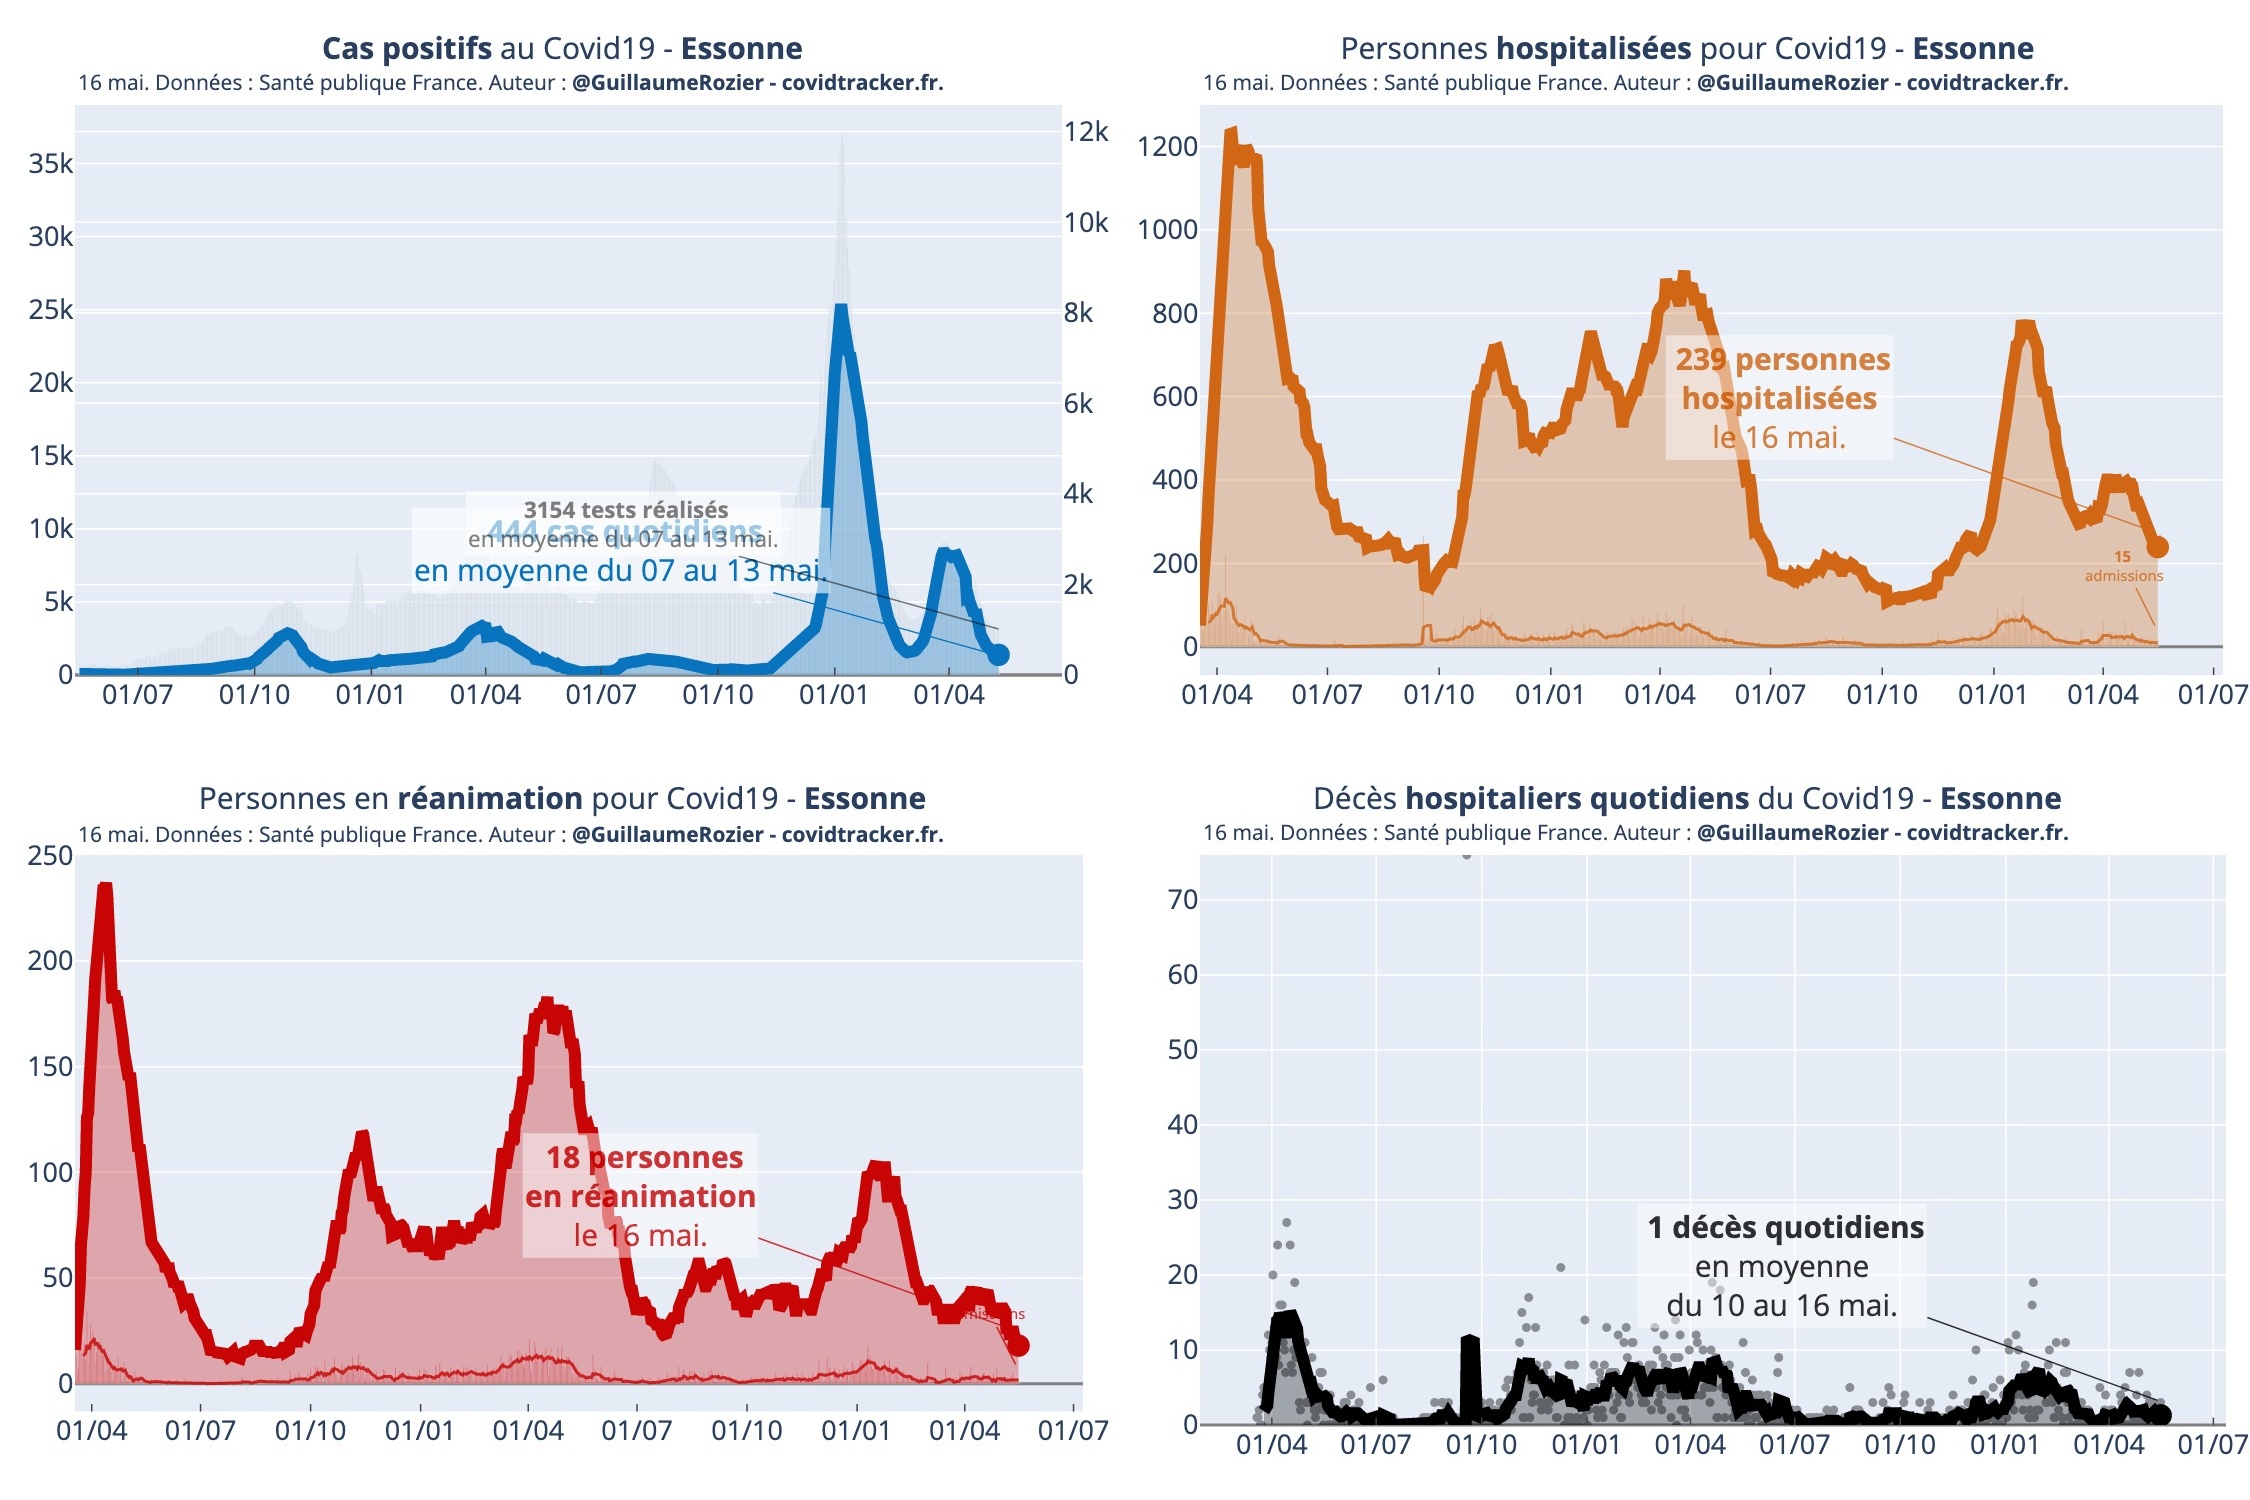 Cas positifs au Covid19 - Essonne
16 mai. Données : Santé publique France. Auteur : @GuillaumeRozier - covidtracker.fr.
35k
30k
25k
20k
15k
10k
5k
0
12k
10k
8k
6k
4k
2k
0
3154 tests réalisés
en moyenne du 07 au 13 mai.
444 cas quotidiens
en moyenne du 07 au 13 mai.
01/07 01/10 01/01 01/04 01/07 01/10 01/01 01/04
Personnes hospitalisées pour Covid19 - Essonne
16 mai. Données : Santé publique France. Auteur : @GuillaumeRozier - covidtracker.fr.
1200
1000
800
600
400
200
0
239 personnes
hospitalisées
le 16 mai.
15
admissions
01/04 01/07 01/10 01/01 01/04 01/07 01/10 01/01 01/04 01/07
Personnes en réanimation pour Covid19 - Essonne
16 mai. Données : Santé publique France. Auteur : @GuillaumeRozier - covidtracker.fr.
250
200
150
100
50
0
18 personnes
en réanimation
le 16 mai.
01/04 01/07 01/10 01/01 01/04 01/07 01/10 01/01 01/04 01/07
Décès hospitaliers quotidiens du Covid19 - Essonne
16 mai. Données : Santé publique France. Auteur : @GuillaumeRozier - covidtracker.fr.
70
60
50
40
30
20
10
0
1 décès quotidiens
en moyenne
du 10 au 16 mai.
01/04 01/07 01/10 01/01 01/04 01/07 01/10 01/01 01/04 01/07